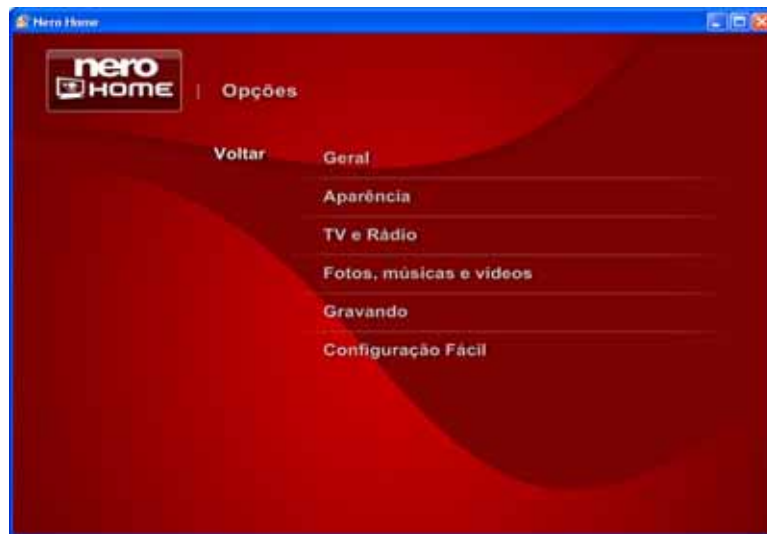 Nero Home
nero
HOME
| Opções
Voltar
Geral
Aparência
TV e Rádio
Fotos, músicas e vídeos
Gravando
Configuração Fácil